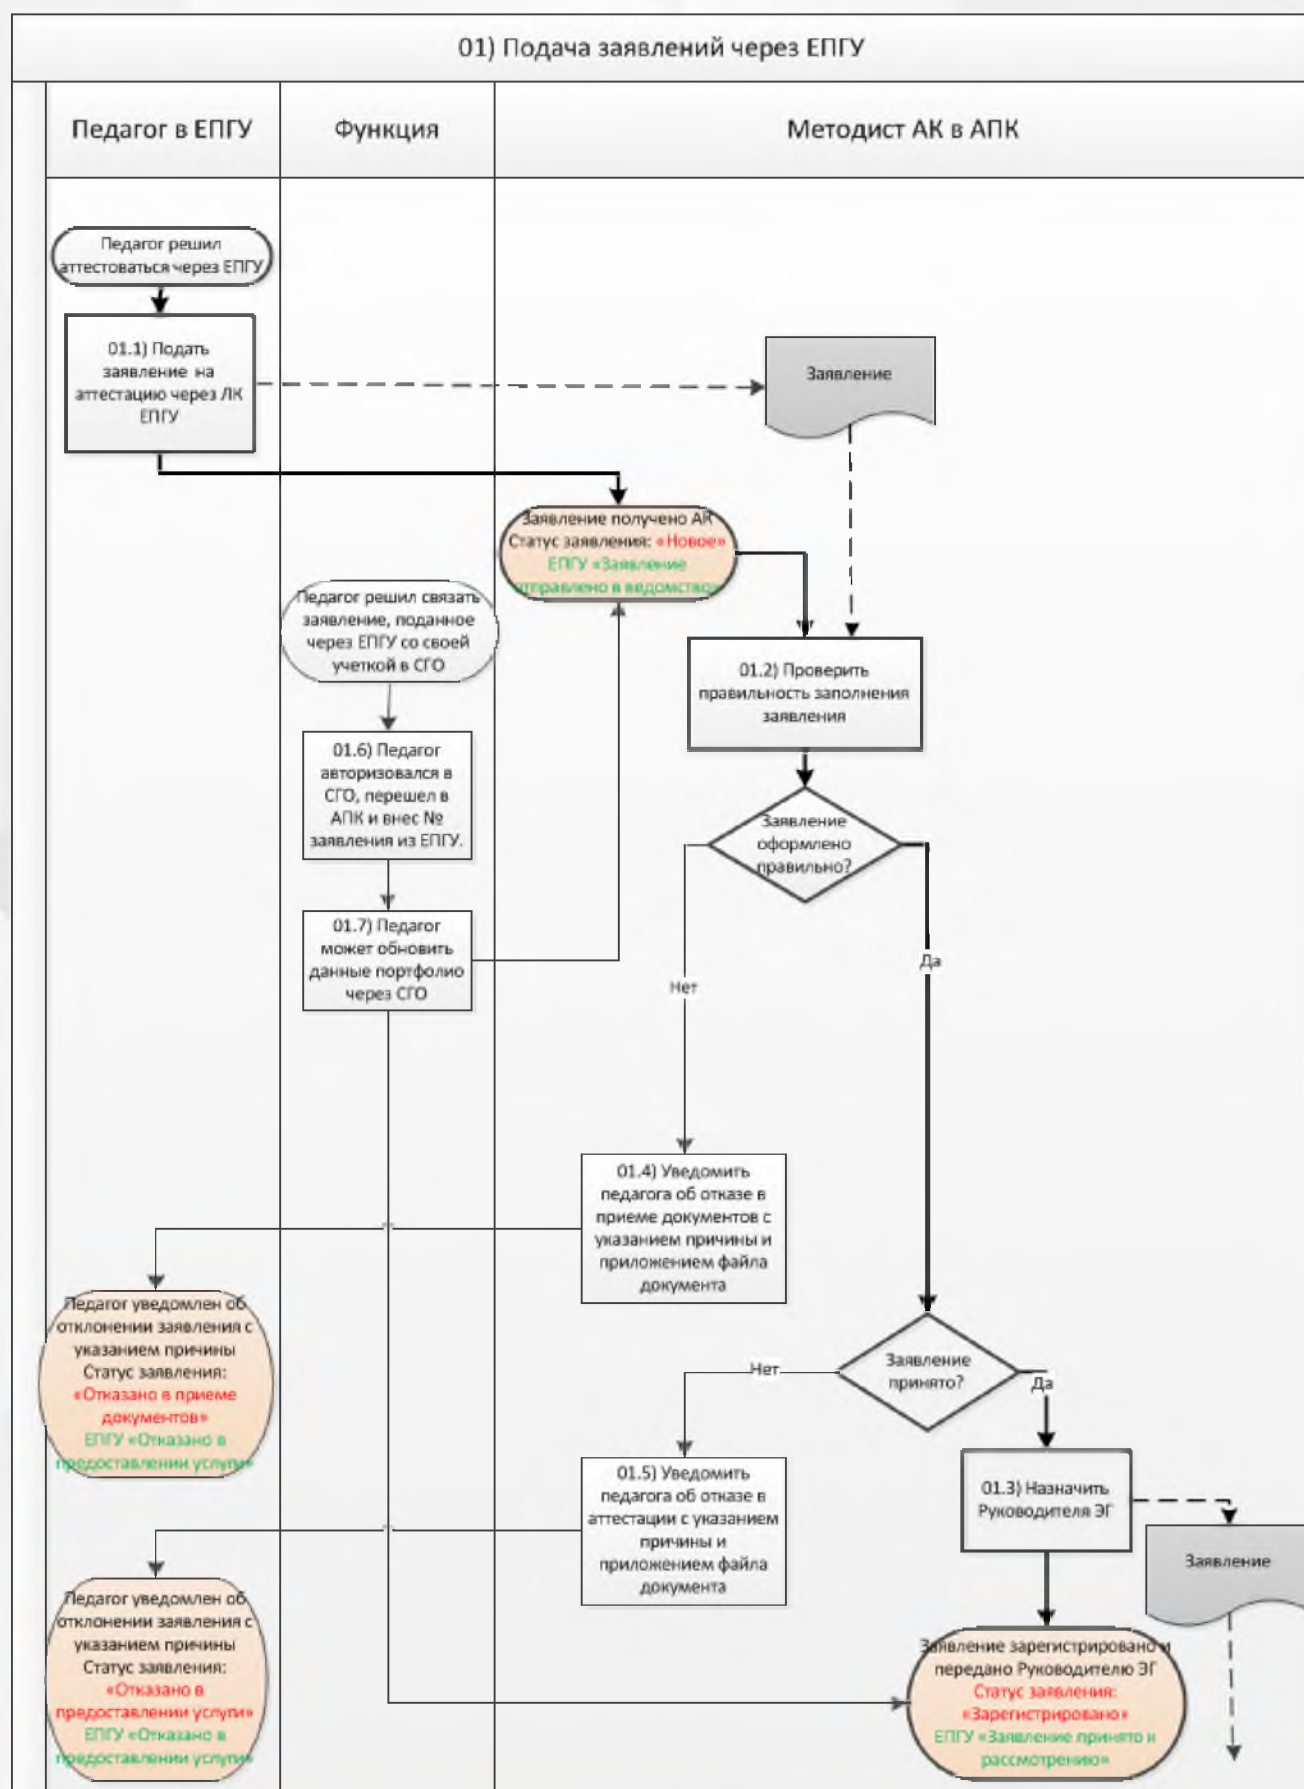 01) Подача заявлений через ЕПГУ
Педагог в ЕПГУ
Функция
Методист АК в АПК
Педагог решил
аттестоваться через ЕПГУ
01.1) Подать
заявление на
аттестацию через ЛК
ЕПГУ
Заявление
Заявление получено АК
Статус заявления: «Новое»
ЕПГУ «Заявление
отправлено в ведомство»
Педагог решил связать
заявление, поданное
через ЕПГУ со своей
учеткой в СГО
01.2) Проверить
правильность заполнения
заявления
01.6) Педагог
авторизовался в
СГО, перешел в
АПК и внес №
заявления из ЕПГУ.
Заявление
оформлено
правильно?
01.7) Педагог
может обновить
данные портфолио
через СГО
Да
Нет
01.4) Уведомить
педагога об отказе в
приеме документов с
указанием причины и
приложением файла
документа
Педагог уведомлен об
отклонении заявления с
указанием причины
Статус заявления:
«Отказано в приеме
документов»
ЕПГУ «Отказано в
предоставлении услуги»
Заявление
принято?
Нет
Да
01.5) Уведомить
педагога об отказе в
аттестации с указанием
причины и
приложением файла
документа
01.3) Назначить
Руководителя ЭГ
Заявление
Педагог уведомлен об
отклонении заявления с
указанием причины
Статус заявления:
«Отказано в
предоставлении услуги»
ЕПГУ «Отказано в
предоставлении услуги»
Заявление зарегистрировано и
передано Руководителю ЭГ
Статус заявления:
«Зарегистрировано»
ЕПГУ «Заявление принято к
рассмотрению»